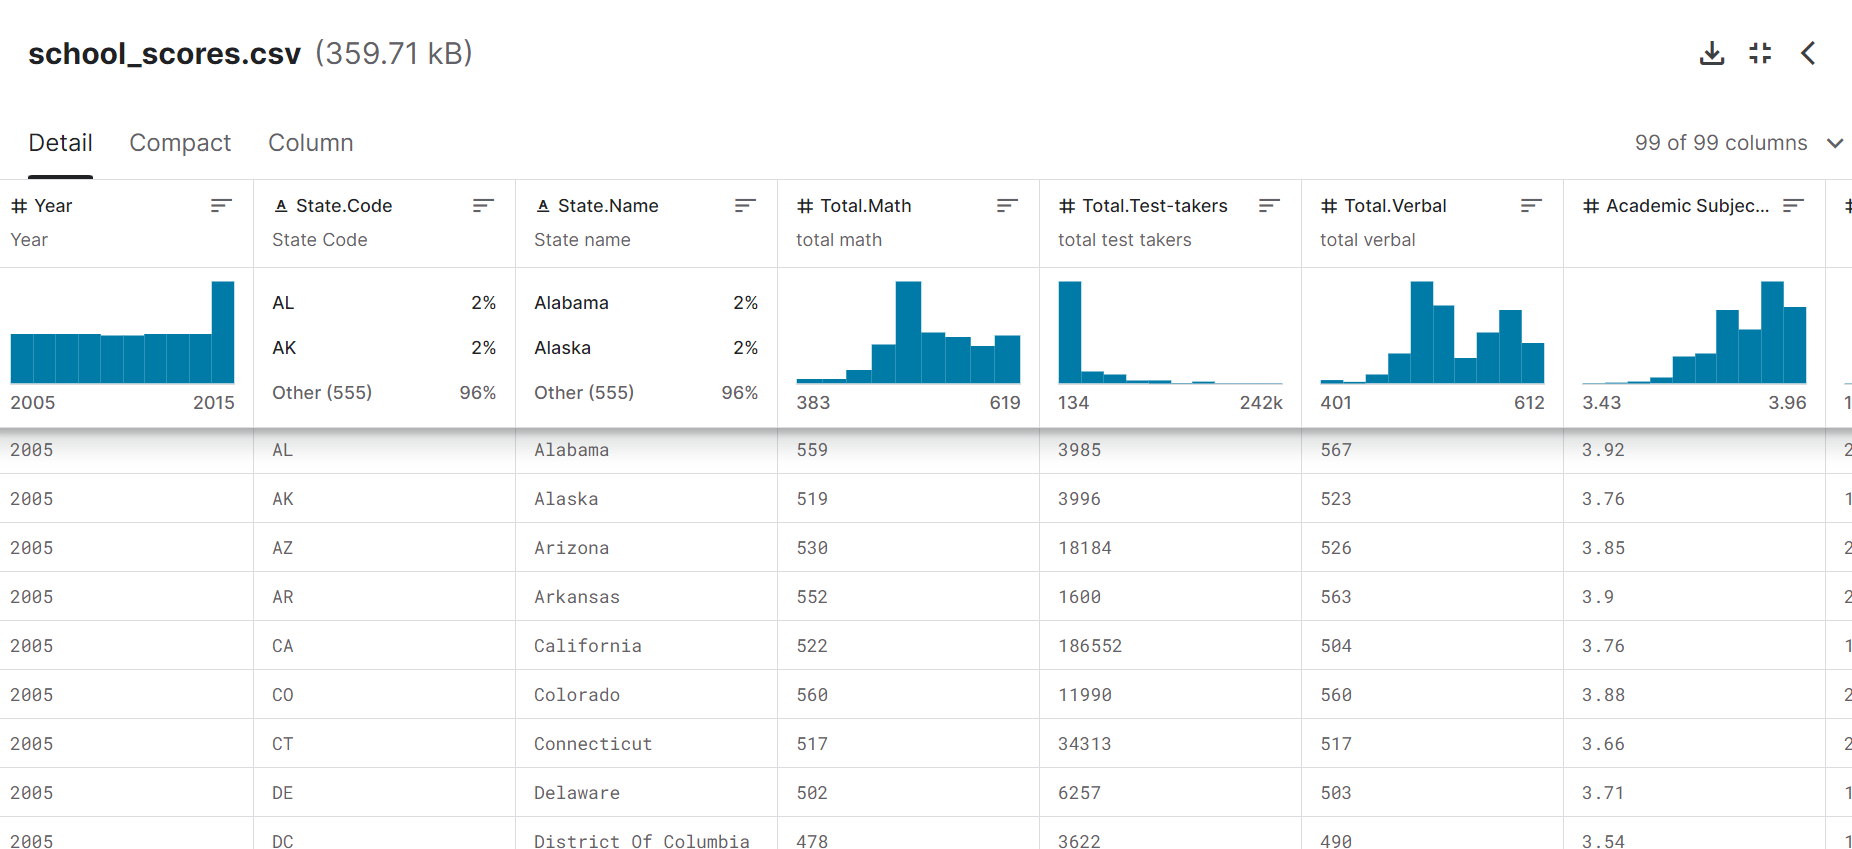 school_scores.csv (359.71 kB)
Detail Compact Column 99 of 99 columns
# Year A State.Code A State.Name # Total.Math # Total.Test-takers # Total.Verbal # Academic Subjec...
Year State Code State name total math total test takers total verbal
AL 2% Alabama 2%
AK 2% Alaska 2%
Other (555) 96% Other (555) 96%
2005 2015 383 619 134 242k 401 612 3.43 3.96
2005 AL Alabama 559 3985 567 3.92
2005 AK Alaska 519 3996 523 3.76
2005 AZ Arizona 530 18184 526 3.85
2005 AR Arkansas 552 1600 563 3.9
2005 CA California 522 186552 504 3.76
2005 CO Colorado 560 11990 560 3.88
2005 CT Connecticut 517 34313 517 3.66
2005 DE Delaware 502 6257 503 3.71
2005 DC District Of Columbia 478 3622 490 3.54